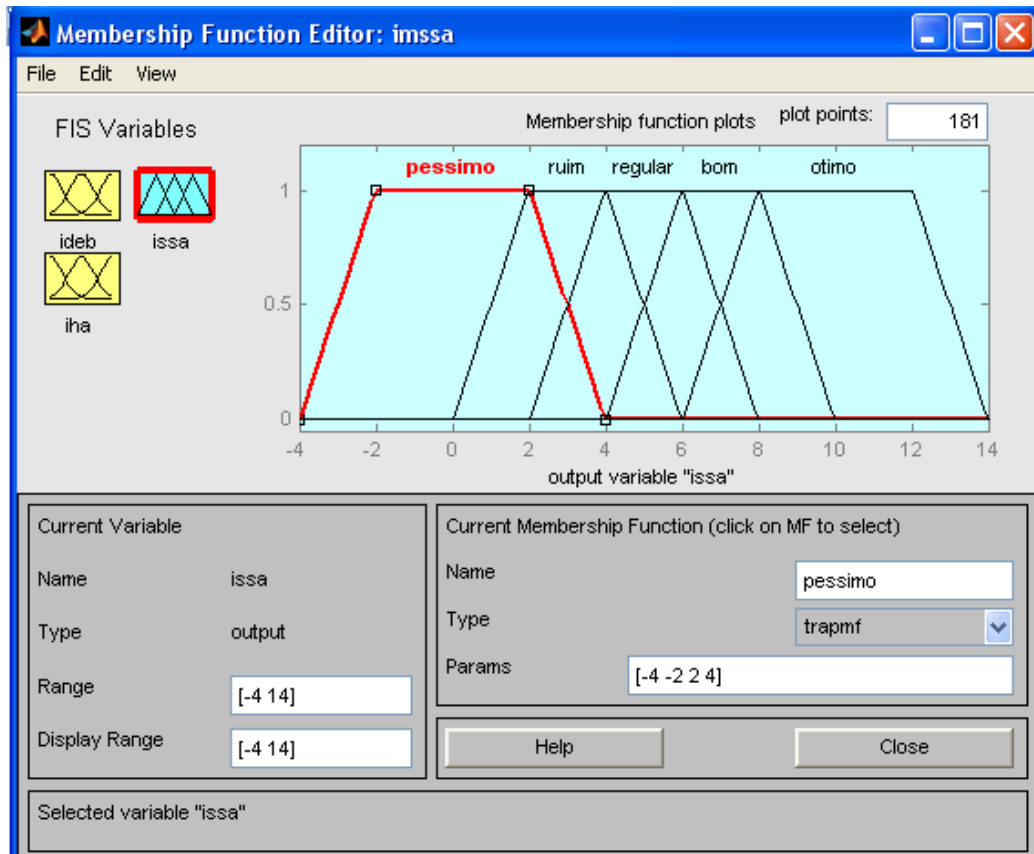 Membership Function Editor: imssa
File Edit View
FIS Variables
ideb
issa
iha
Membership function plots
plot points:
181
pessimo ruim regular bom otimo
1
0.5
0
-4 -2 0 2 4 6 8 10 12 14
output variable "issa"
Current Variable
Name issa
Type output
Range [-4 14]
Display Range [-4 14]
Current Membership Function (click on MF to select)
Name pessimo
Type trapmf
Params [-4 -2 2 4]
Help Close
Selected variable "issa"